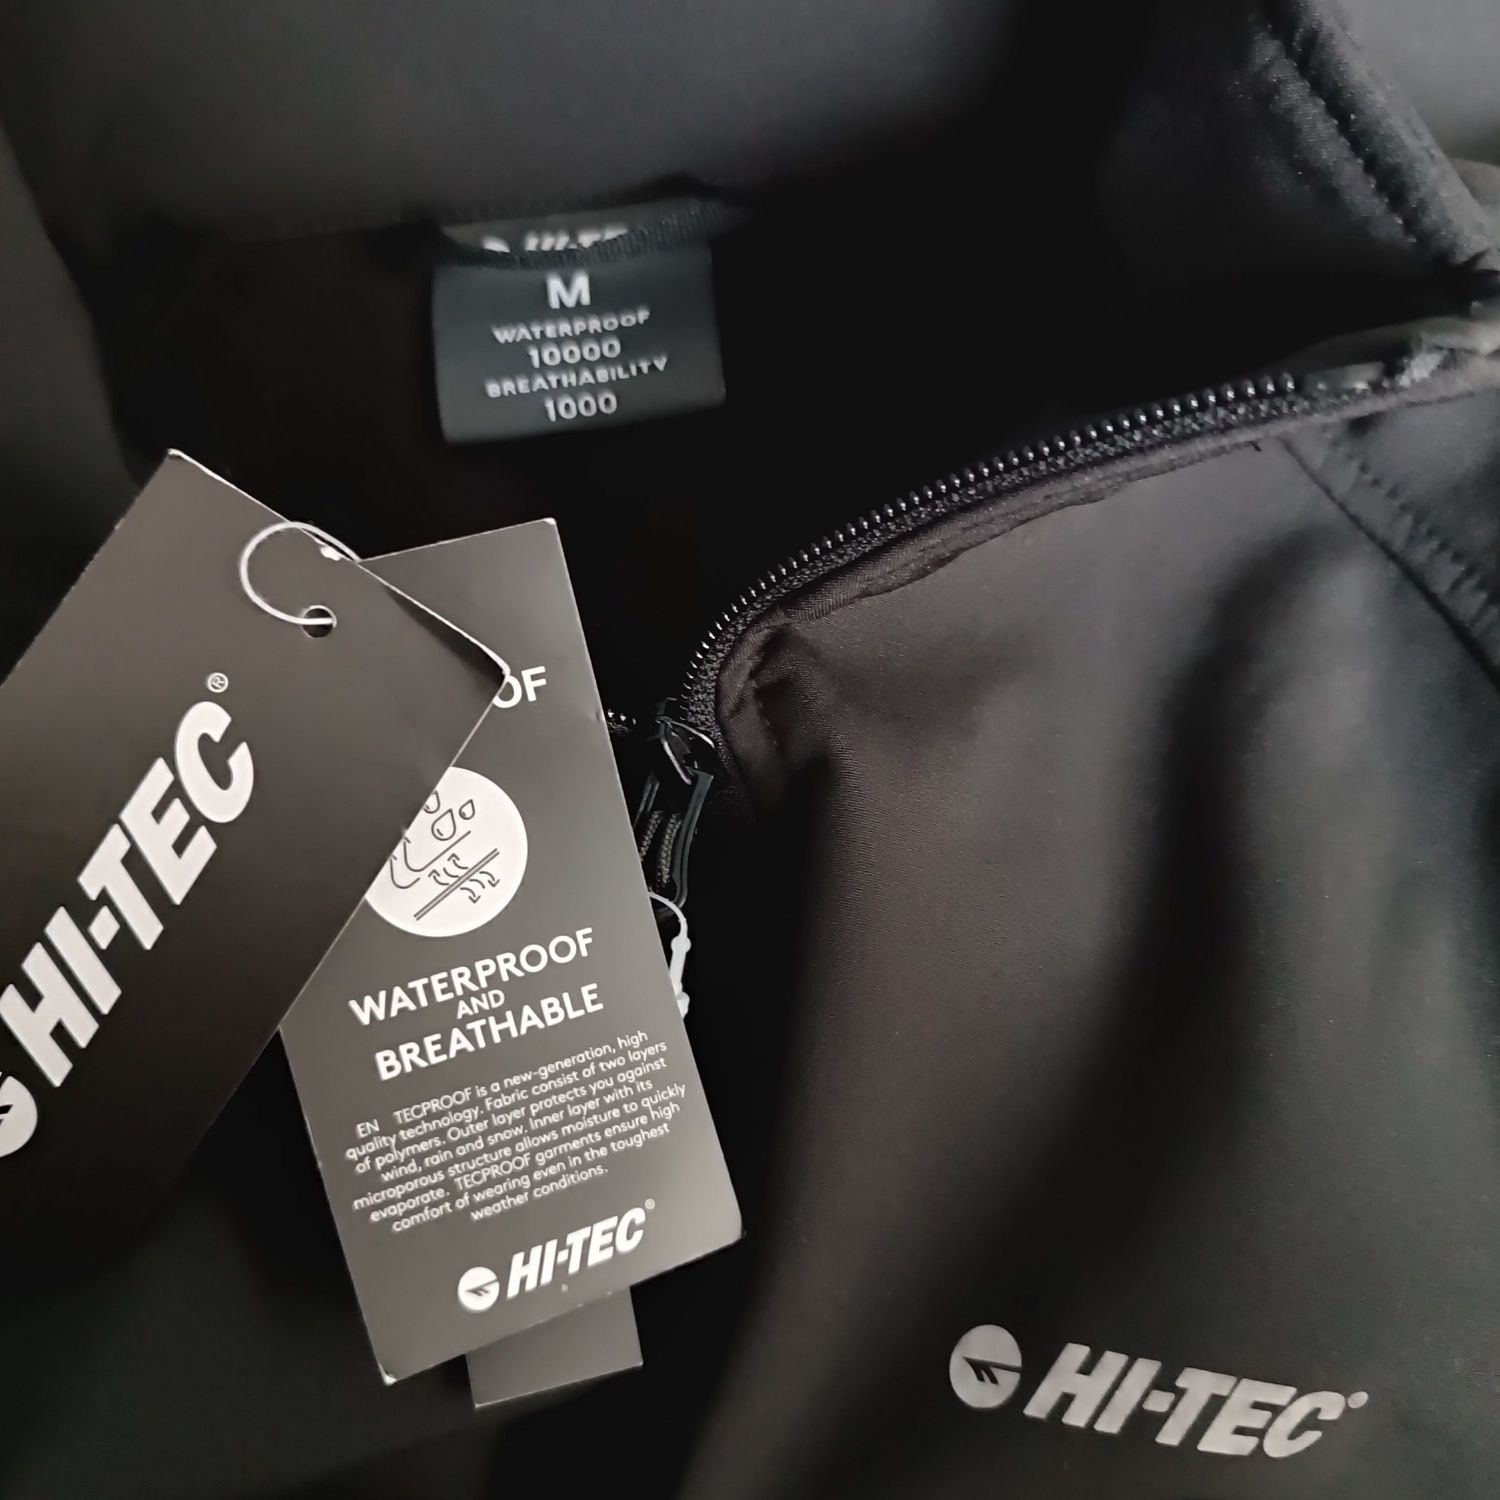 HI-TEC
M
WATERPROOF
10000
BREATHABILITY
1000
HI-TEC®
OF
WATERPROOF
AND
BREATHABLE
EN TECPROOF is a new-generation, high
quality technology. Fabric consist of two layers
of polymers. Outer layer protects you against
wind, rain and snow. Inner layer with its
microporous structure allows moisture to quickly
evaporate. TECPROOF garments ensure high
comfort of wearing even in the toughest
weather conditions.
HI-TEC®
HI-TEC®